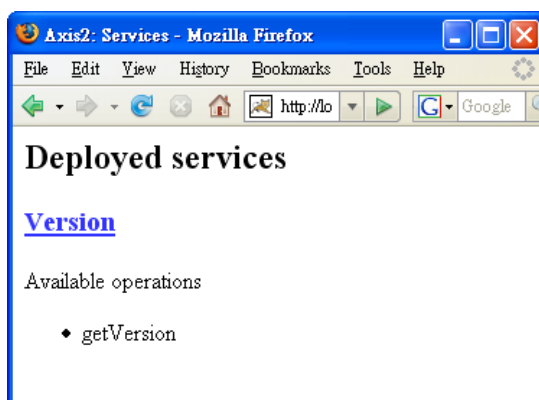 Axis2: Services - Mozilla Firefox
File Edit View History Bookmarks Tools Help
http://lo G Google
Deployed services
Version
Available operations
• getVersion